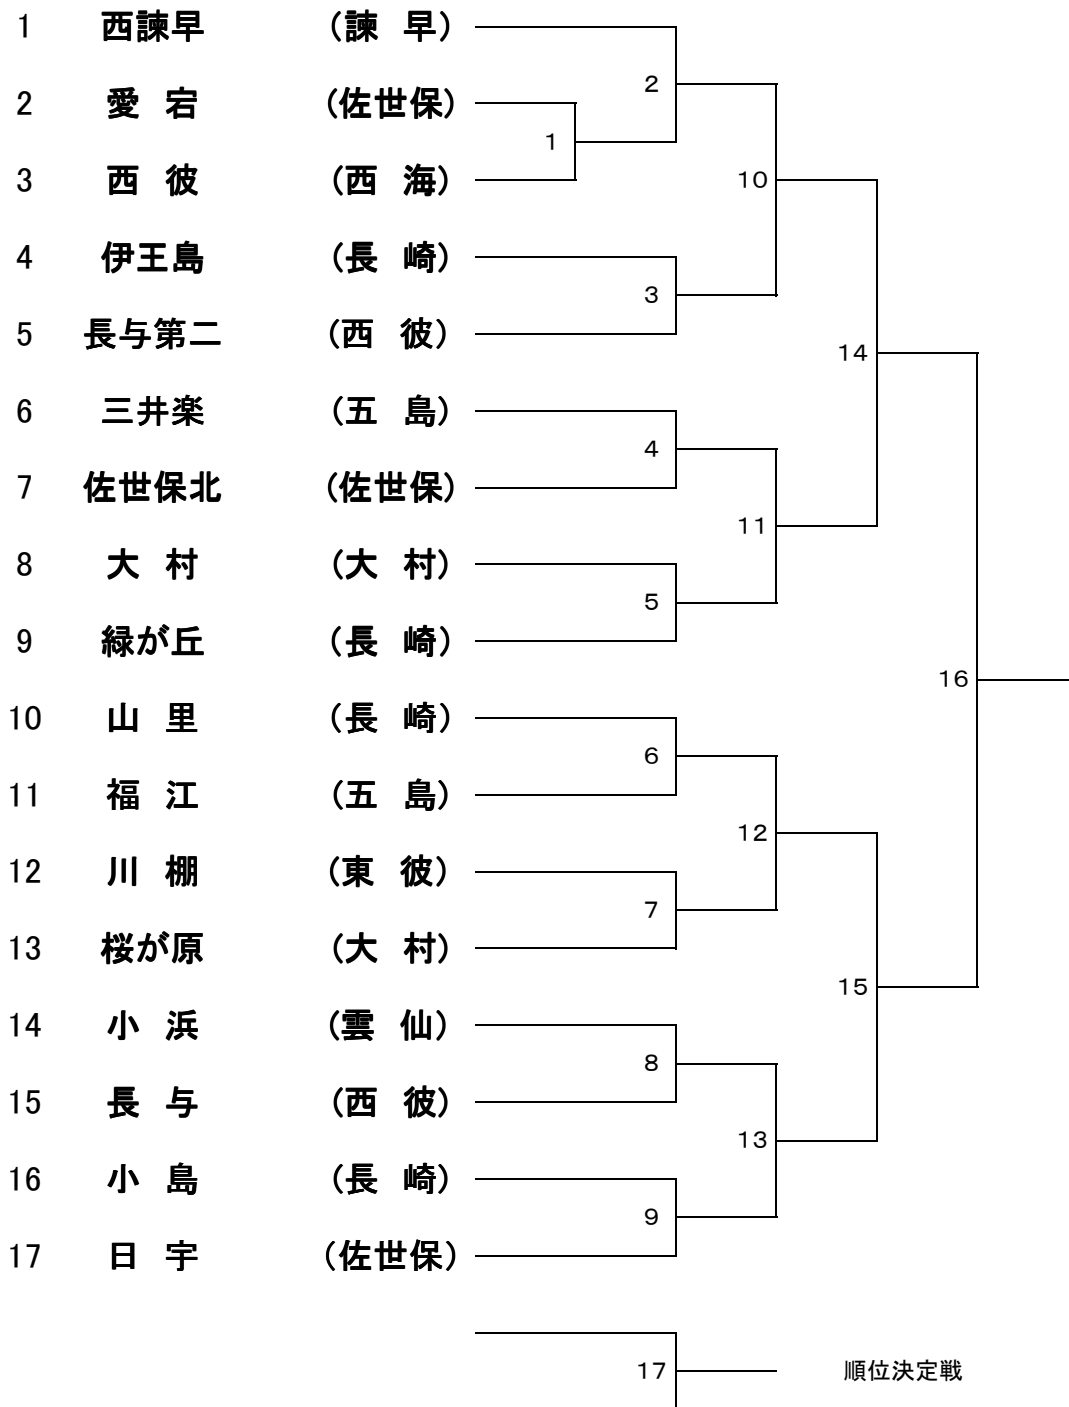 1 西諫早 (諫 早)
2
2 愛 宕 (佐世保)
1
3 西 彼 (西 海)
10
4 伊王島 (長 崎)
3
5 長与第二 (西 彼)
14
6 三井楽 (五 島)
4
7 佐世保北 (佐世保)
11
8 大 村 (大 村)
5
9 緑が丘 (長 崎)
16
10 山 里 (長 崎)
6
11 福 江 (五 島)
12
12 川 棚 (東 彼)
7
13 桜が原 (大 村)
15
14 小 浜 (雲 仙)
8
15 長 与 (西 彼)
13
16 小 島 (長 崎)
9
17 日 宇 (佐世保)
17 順位決定戦